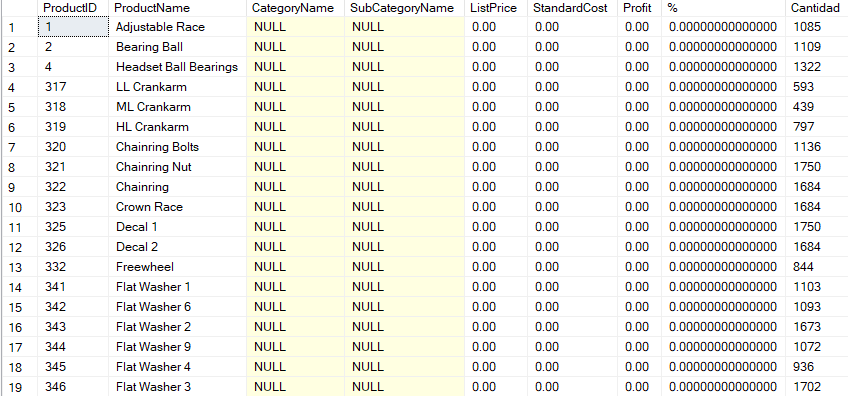 ProductID ProductName CategoryName SubCategoryName ListPrice StandardCost Profit % Cantidad
1 1 Adjustable Race NULL NULL 0.00 0.00 0.00 0.00000000000000 1085
2 2 Bearing Ball NULL NULL 0.00 0.00 0.00 0.00000000000000 1109
3 4 Headset Ball Bearings NULL NULL 0.00 0.00 0.00 0.00000000000000 1322
4 317 LL Crankarm NULL NULL 0.00 0.00 0.00 0.00000000000000 593
5 318 ML Crankarm NULL NULL 0.00 0.00 0.00 0.00000000000000 439
6 319 HL Crankarm NULL NULL 0.00 0.00 0.00 0.00000000000000 797
7 320 Chainring Bolts NULL NULL 0.00 0.00 0.00 0.00000000000000 1136
8 321 Chainring Nut NULL NULL 0.00 0.00 0.00 0.00000000000000 1750
9 322 Chainring NULL NULL 0.00 0.00 0.00 0.00000000000000 1684
10 323 Crown Race NULL NULL 0.00 0.00 0.00 0.00000000000000 1684
11 325 Decal 1 NULL NULL 0.00 0.00 0.00 0.00000000000000 1750
12 326 Decal 2 NULL NULL 0.00 0.00 0.00 0.00000000000000 1684
13 332 Freewheel NULL NULL 0.00 0.00 0.00 0.00000000000000 844
14 341 Flat Washer 1 NULL NULL 0.00 0.00 0.00 0.00000000000000 1103
15 342 Flat Washer 6 NULL NULL 0.00 0.00 0.00 0.00000000000000 1093
16 343 Flat Washer 2 NULL NULL 0.00 0.00 0.00 0.00000000000000 1673
17 344 Flat Washer 9 NULL NULL 0.00 0.00 0.00 0.00000000000000 1072
18 345 Flat Washer 4 NULL NULL 0.00 0.00 0.00 0.00000000000000 936
19 346 Flat Washer 3 NULL NULL 0.00 0.00 0.00 0.00000000000000 1702